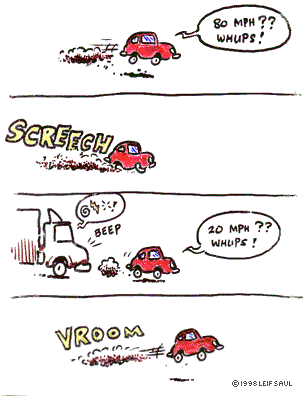 80 MPH ??
WHUPS!
SCREECH
!
BEEP
20 MPH ??
WHUPS!
VROOM
©1998 LEIF SAUL